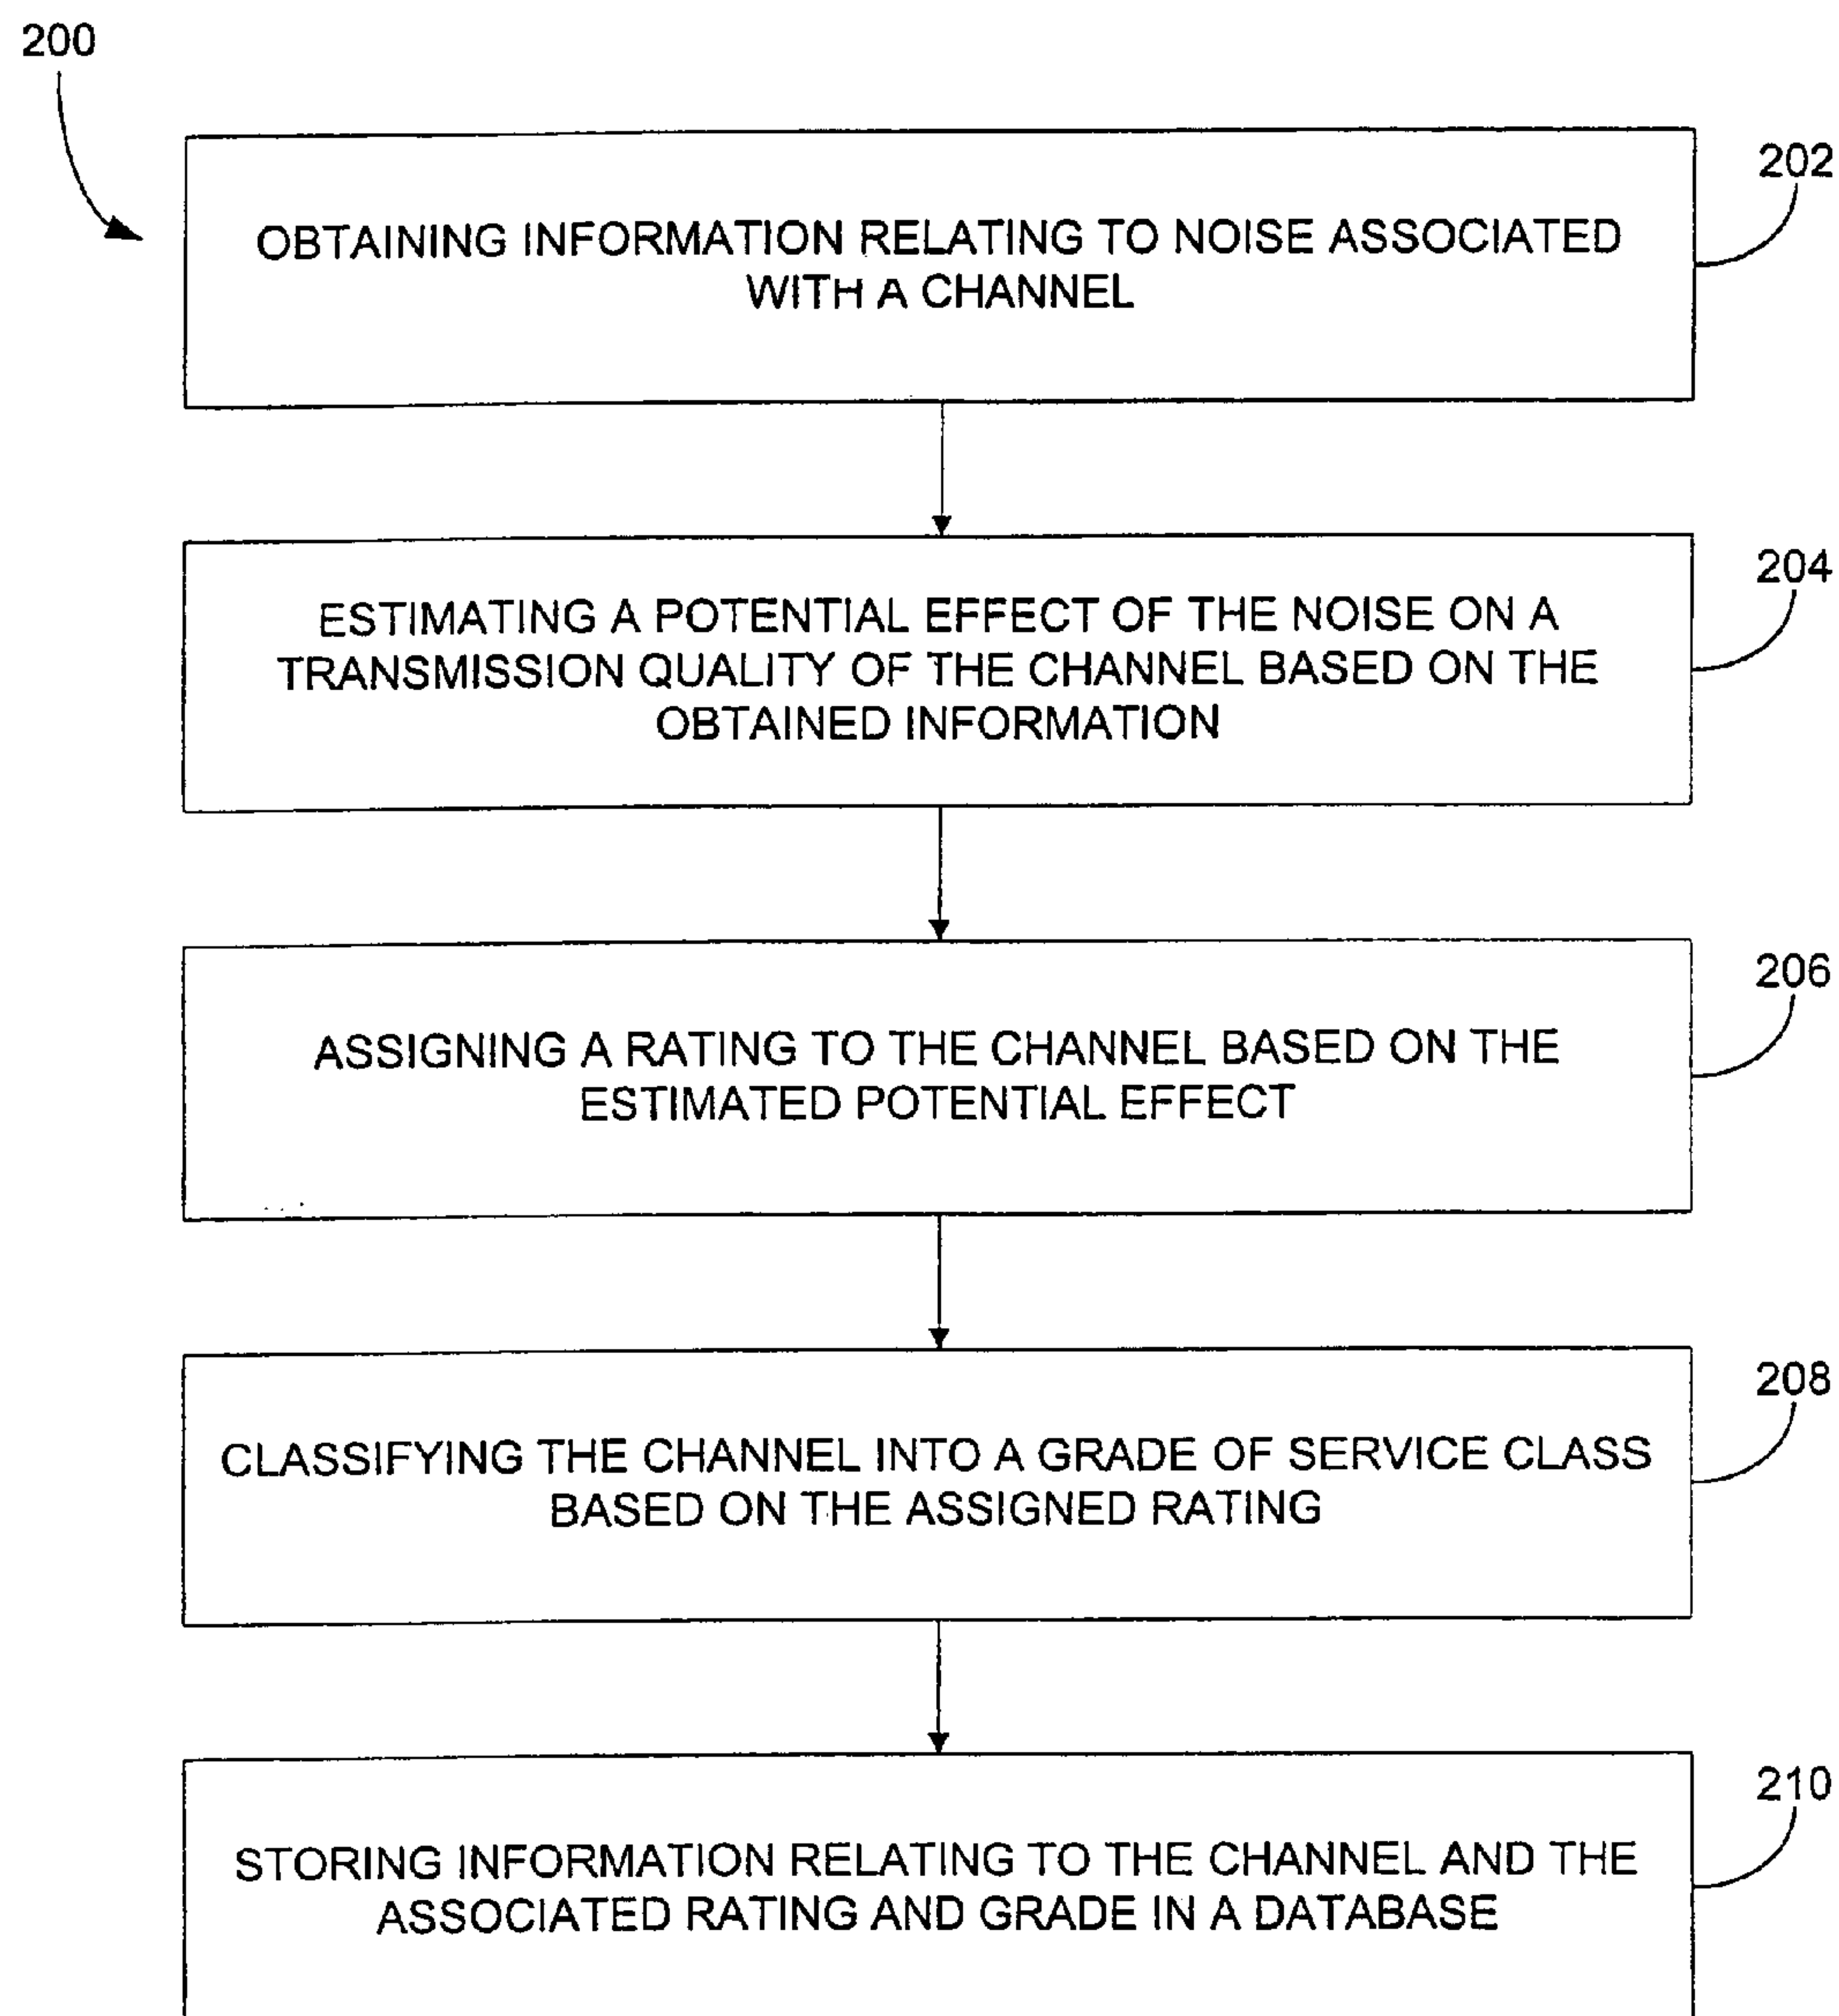 200
202
OBTAINING INFORMATION RELATING TO NOISE ASSOCIATED
WITH A CHANNEL
204
ESTIMATING A POTENTIAL EFFECT OF THE NOISE ON A
TRANSMISSION QUALITY OF THE CHANNEL BASED ON THE
OBTAINED INFORMATION
206
ASSIGNING A RATING TO THE CHANNEL BASED ON THE
ESTIMATED POTENTIAL EFFECT
208
CLASSIFYING THE CHANNEL INTO A GRADE OF SERVICE CLASS
BASED ON THE ASSIGNED RATING
210
STORING INFORMATION RELATING TO THE CHANNEL AND THE
ASSOCIATED RATING AND GRADE IN A DATABASE